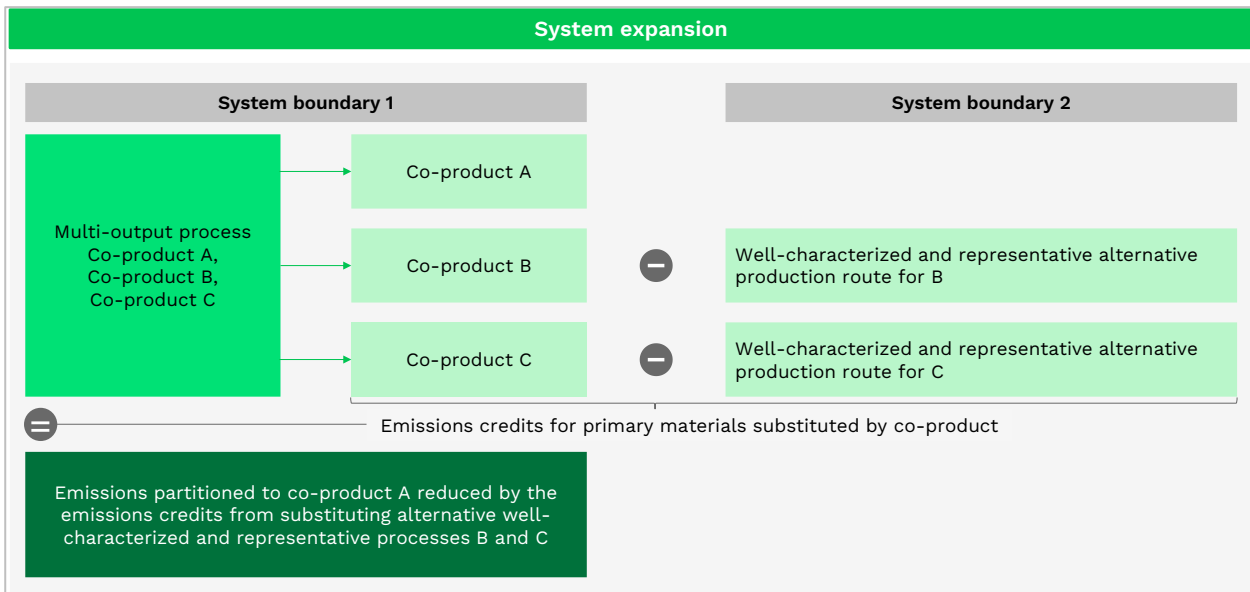 System expansion
System boundary 1
System boundary 2
Multi-output process
Co-product A,
Co-product B,
Co-product C
Co-product A
Co-product B
Well-characterized and representative alternative
production route for B
Co-product C
Well-characterized and representative alternative
production route for C
Emissions credits for primary materials substituted by co-product
Emissions partitioned to co-product A reduced by the
emissions credits from substituting alternative well-
characterized and representative processes B and C